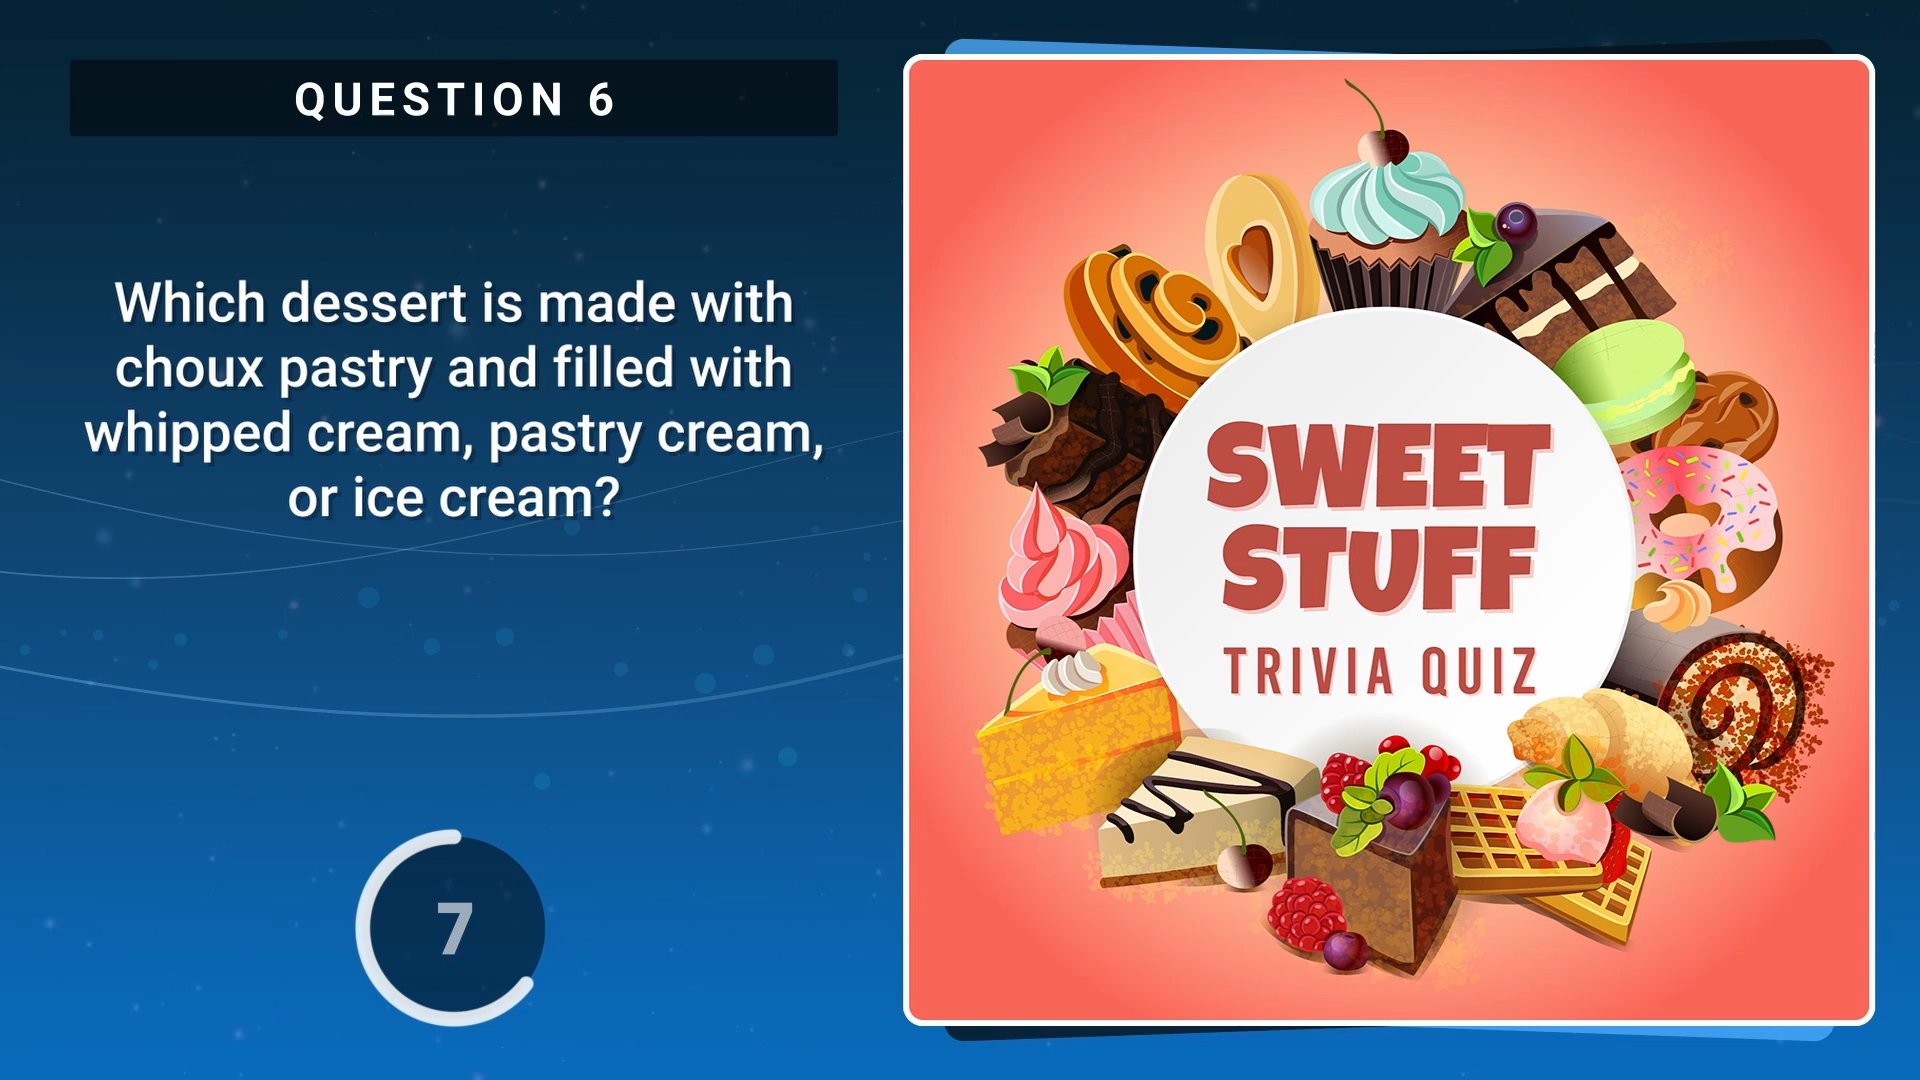 QUESTION 6
Which dessert is made with
choux pastry and filled with
whipped cream, pastry cream,
or ice cream?
7
SWEET
STUFF
TRIVIA QUIZ